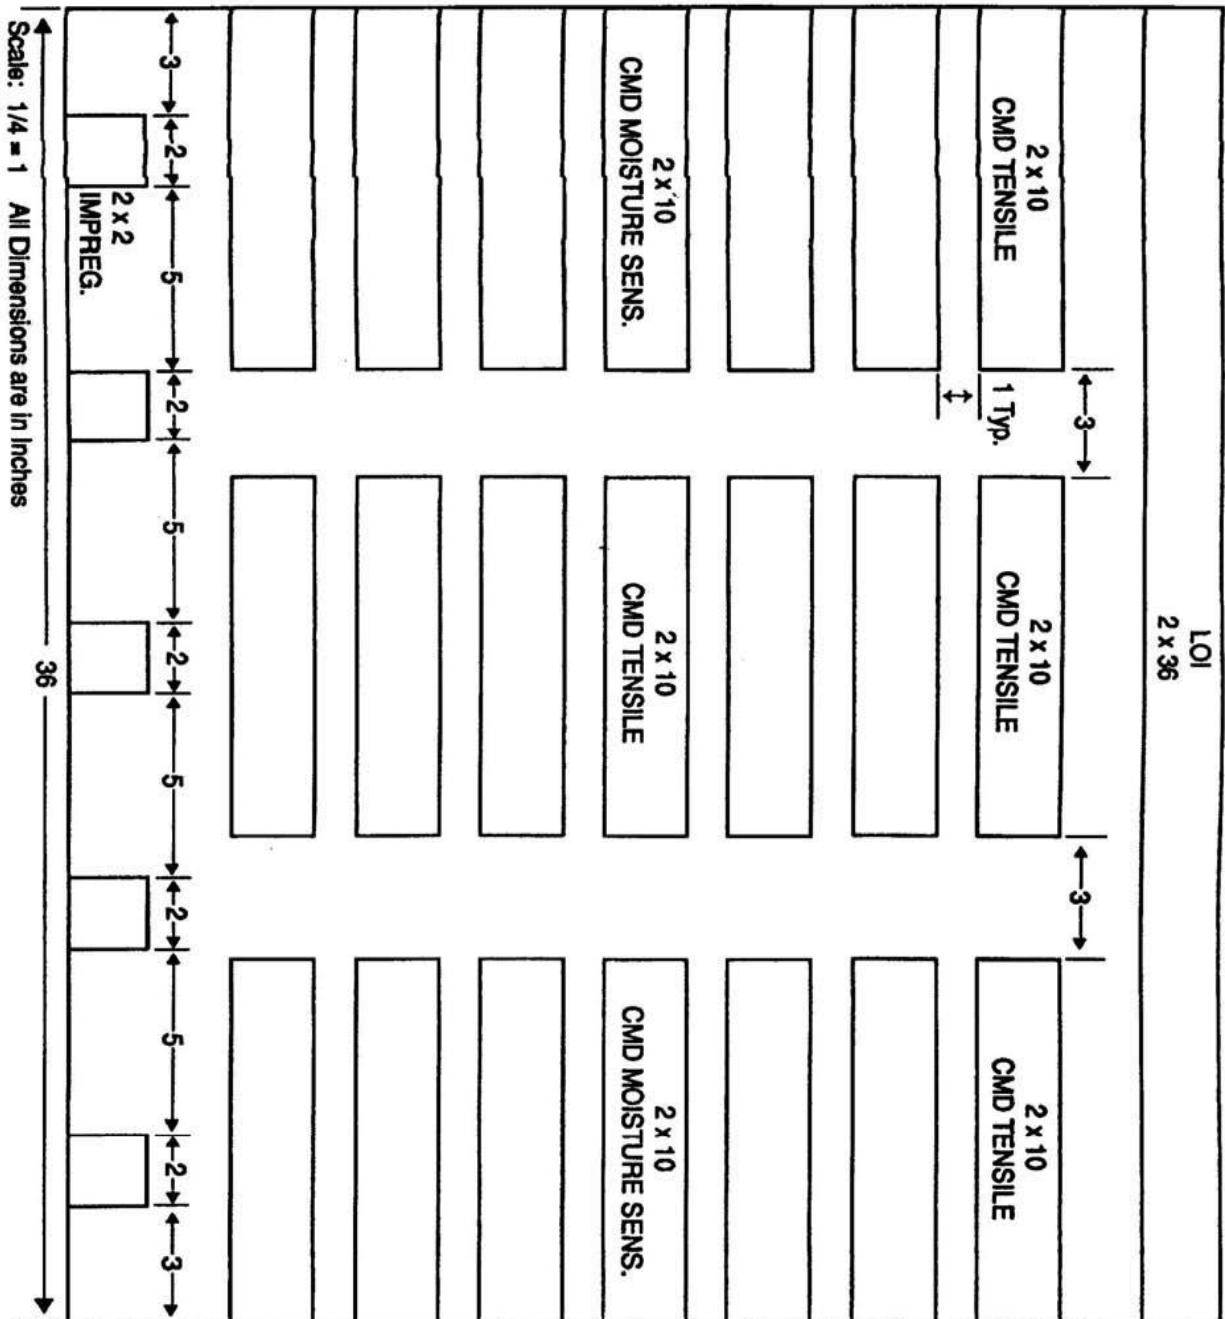 LOI
2 x 36
3
3
2 x 10
CMD TENSILE
1 Typ.
2 x 10
CMD TENSILE
2 x 10
CMD TENSILE
2 x 10
CMD MOISTURE SENS.
2 x 10
CMD TENSILE
2 x 10
CMD MOISTURE SENS.
3
2
5
2
5
2
5
2
5
2
3
2 x 2
IMPREG.
36
Scale: 1/4 = 1 All Dimensions are in Inches